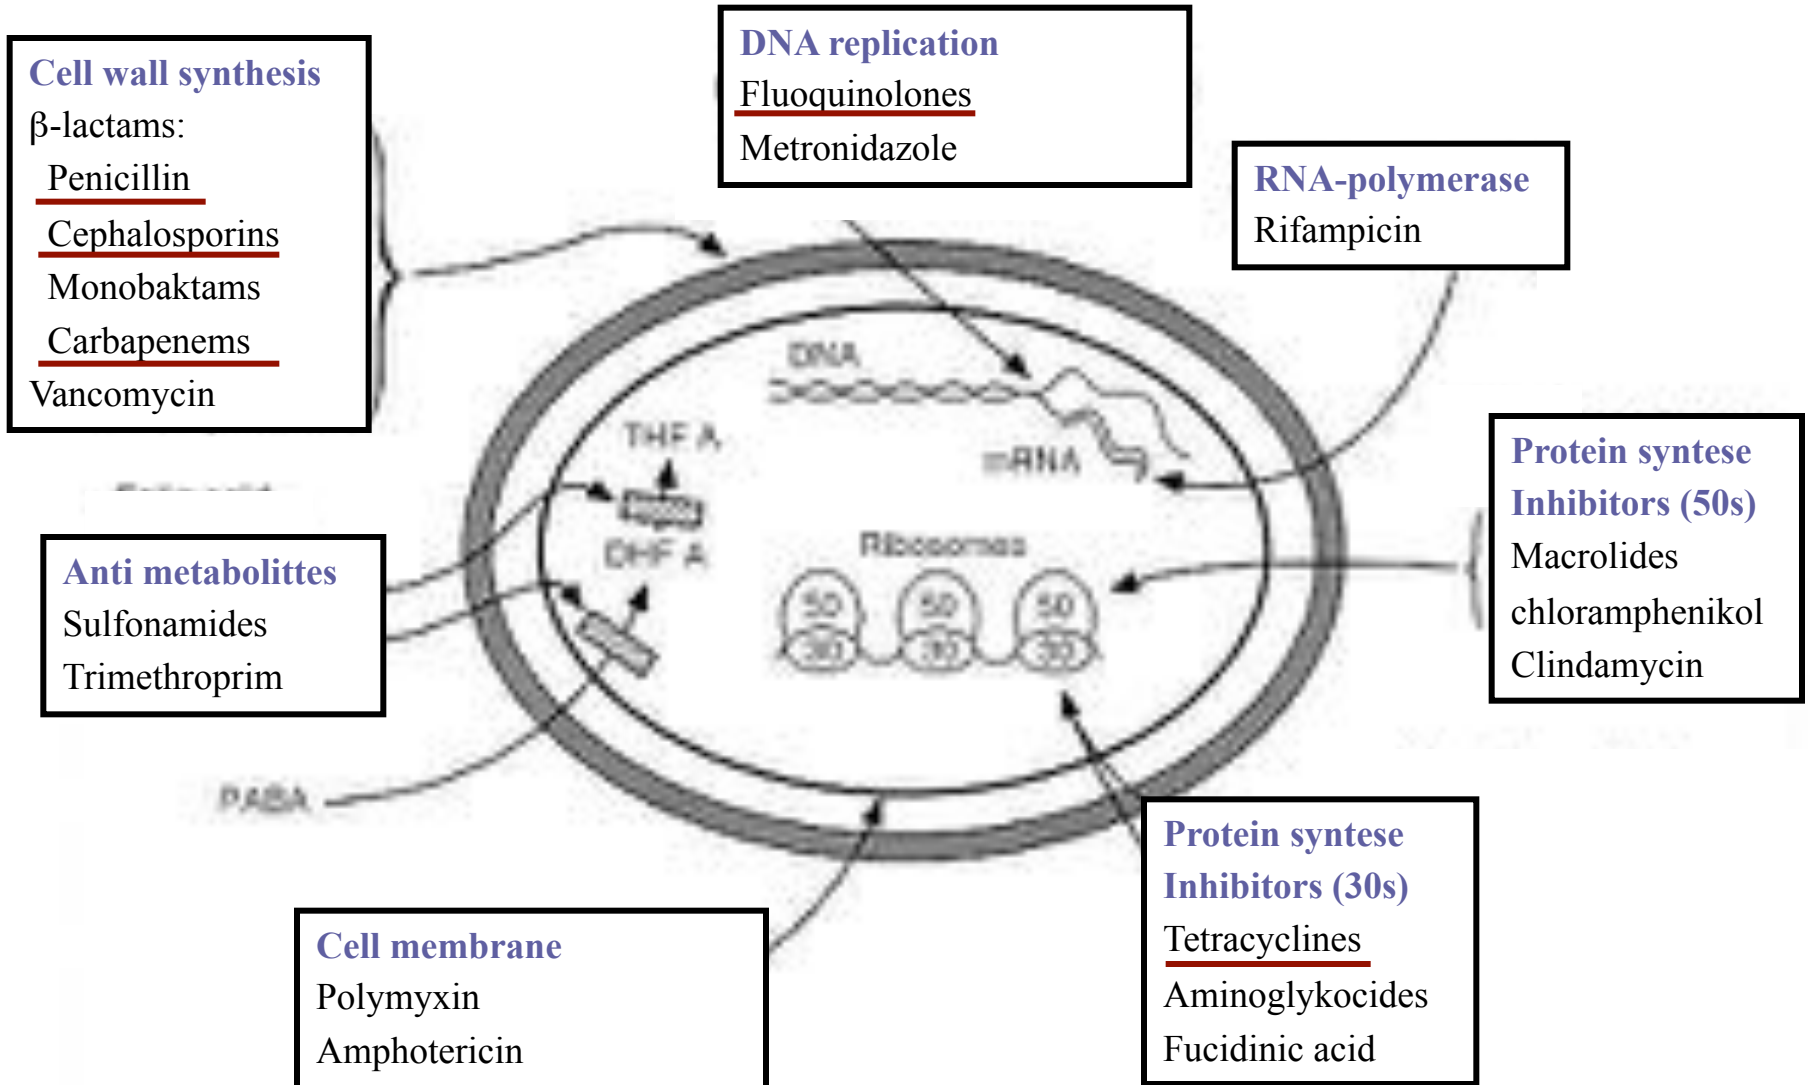 Cell wall synthesis
β-lactams:
Penicillin
Cephalosporins
Monobaktams
Carbapenems
Vancomycin
DNA replication
Fluoquinolones
Metronidazole
RNA-polymerase
Rifampicin
DNA
mRNA
THF A
DHF A
Anti metabolittes
Sulfonamides
Trimethroprim
PABA
Ribosomes
50 50 50
30 30 30
Protein syntese
Inhibitors (50s)
Macrolides
chloramphenikol
Clindamycin
Cell membrane
Polymyxin
Amphotericin
Protein syntese
Inhibitors (30s)
Tetracyclines
Aminoglykocides
Fucidinic acid